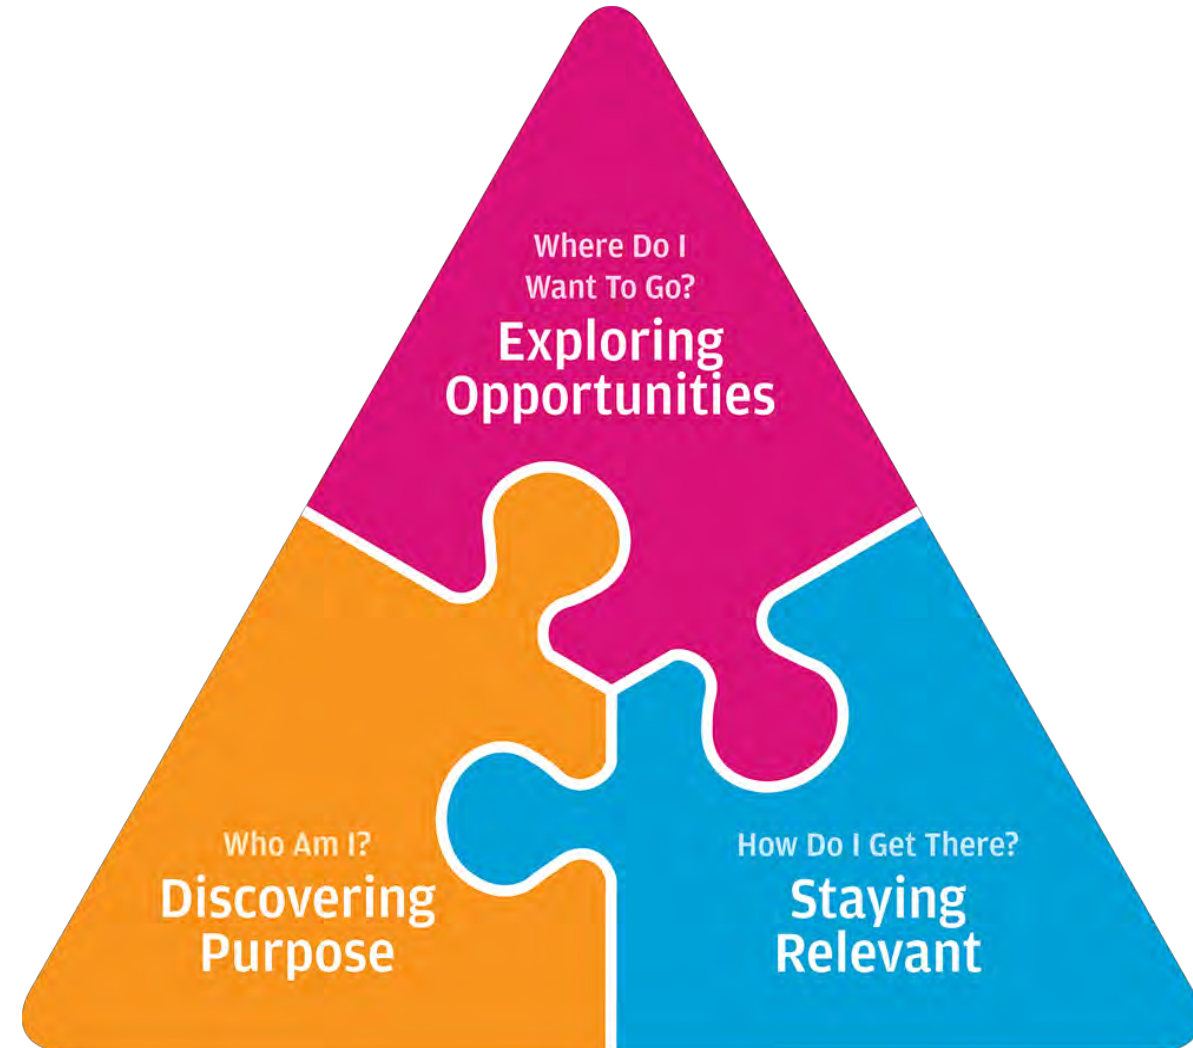 Where Do I
Want To Go?
Exploring
Opportunities
Who Am I?
Discovering
Purpose
How Do I Get There?
Staying
Relevant